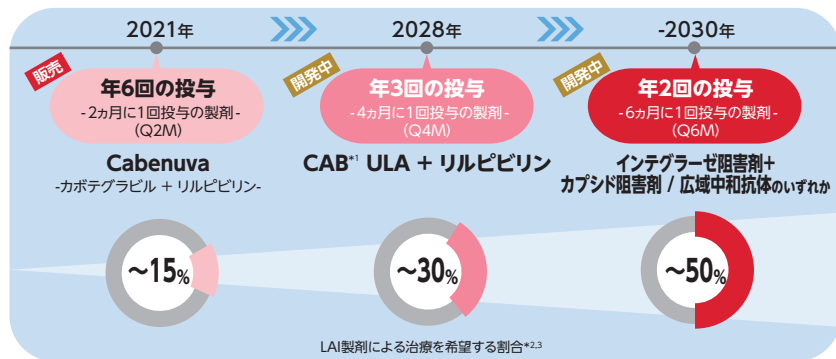 2021年
2028年
-2030年
販売
年6回の投与
-2ヵ月に1回投与の製剤-
(Q2M)
開発中
年3回の投与
-4ヵ月に1回投与の製剤-
(Q4M)
開発中
年2回の投与
-6ヵ月に1回投与の製剤-
(Q6M)
Cabenuva
-カボテグラビル + リルピビリン-
CAB*1 ULA + リルピビリン
インテグラーゼ阻害剤+
カプシド阻害剤 / 広域中和抗体のいずれか
~15%
~30%
~50%
LAI製剤による治療を希望する割合*2,3